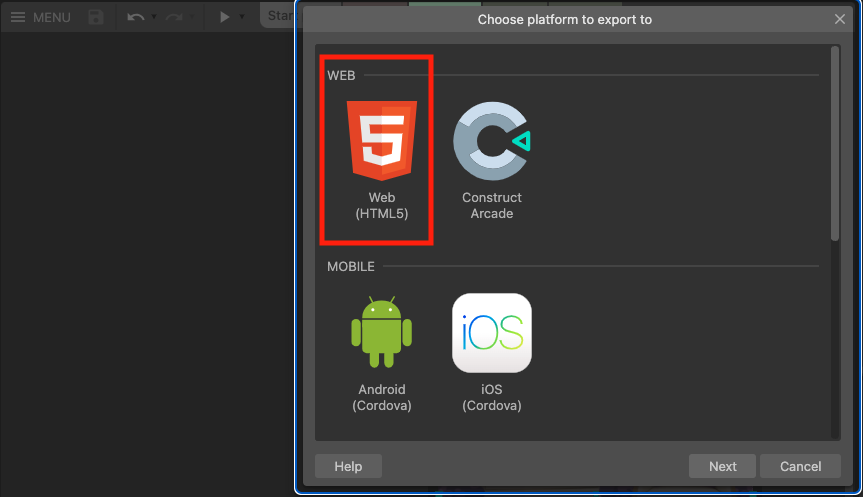 MENU
Star
Choose platform to export to
WEB
Web
(HTML5)
Construct
Arcade
MOBILE
iOS
Android
(Cordova)
iOS
(Cordova)
Help
Next
Cancel